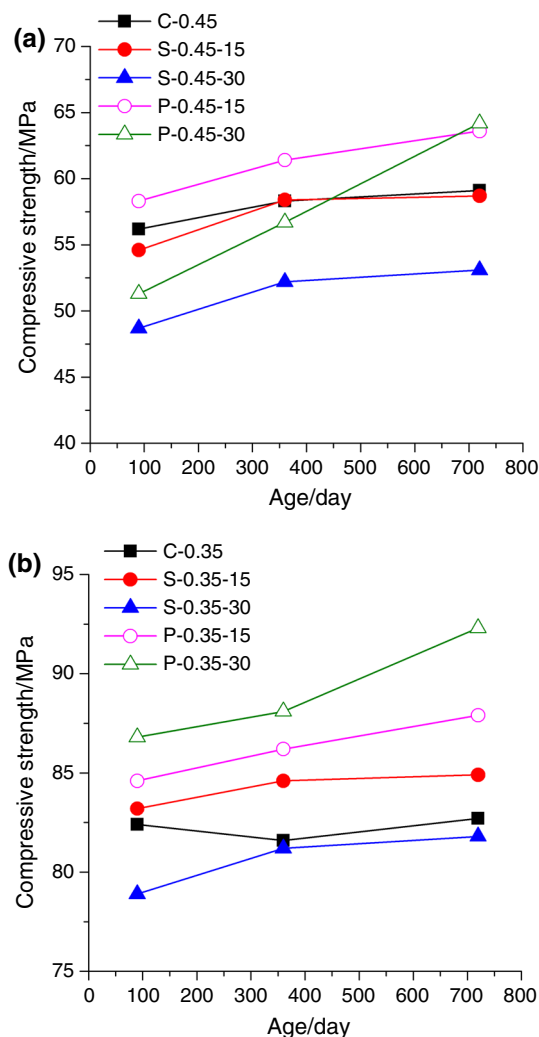 (a)
C-0.45
S-0.45-15
S-0.45-30
P-0.45-15
P-0.45-30
70
65
60
55
50
45
40
Compressive strength/MPa
0 100 200 300 400 500 600 700 800
Age/day
(b)
C-0.35
S-0.35-15
S-0.35-30
P-0.35-15
P-0.35-30
95
90
85
80
75
Compressive strength/MPa
0 100 200 300 400 500 600 700 800
Age/day